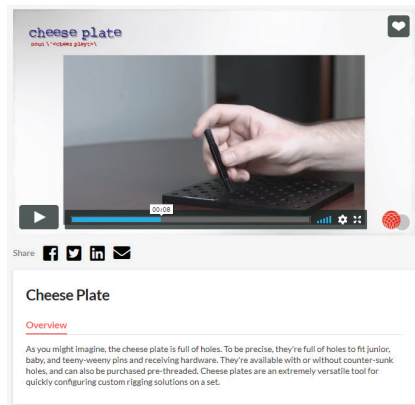 cheese plate
noun \'<cheez pleyt>\
00:08
Share
Cheese Plate
Overview
As you might imagine, the cheese plate is full of holes. To be precise, they're full of holes to fit junior,
baby, and teeny-weeny pins and receiving hardware. They're available with or without counter-sunk
holes, and can also be purchased pre-threaded. Cheese plates are an extremely versatile tool for
quickly configuring custom rigging solutions on a set.